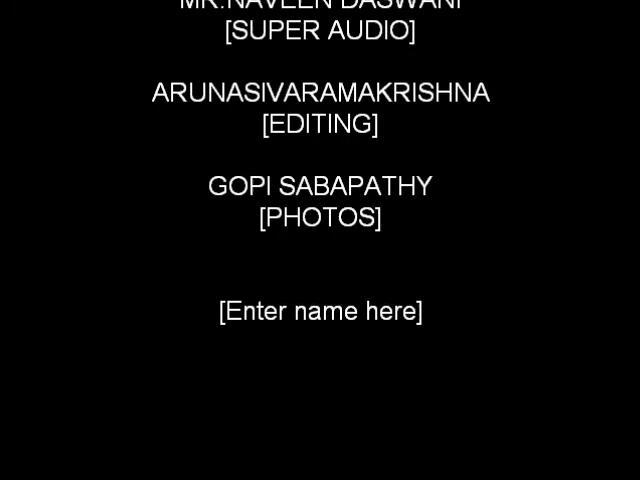 MR.NAVEEN DASWANI
[SUPER AUDIO]
ARUNASIVARAMAKRISHNA
[EDITING]
GOPI SABAPATHY
[PHOTOS]
[Enter name here]